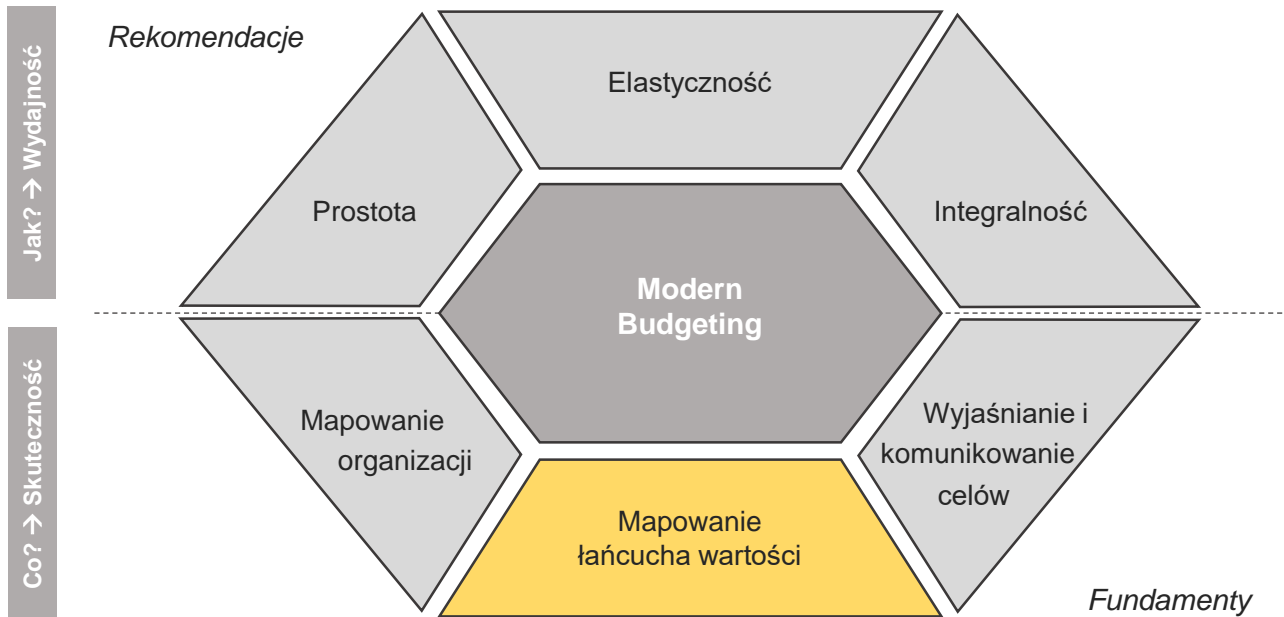 Rekomendacje
Jak? → Wydajność
Elastyczność
Prostota
Integralność
Modern
Budgeting
Co? → Skuteczność
Mapowanie
organizacji
Mapowanie
łańcucha wartości
Wyjaśnianie i
komunikowanie
celów
Fundamenty